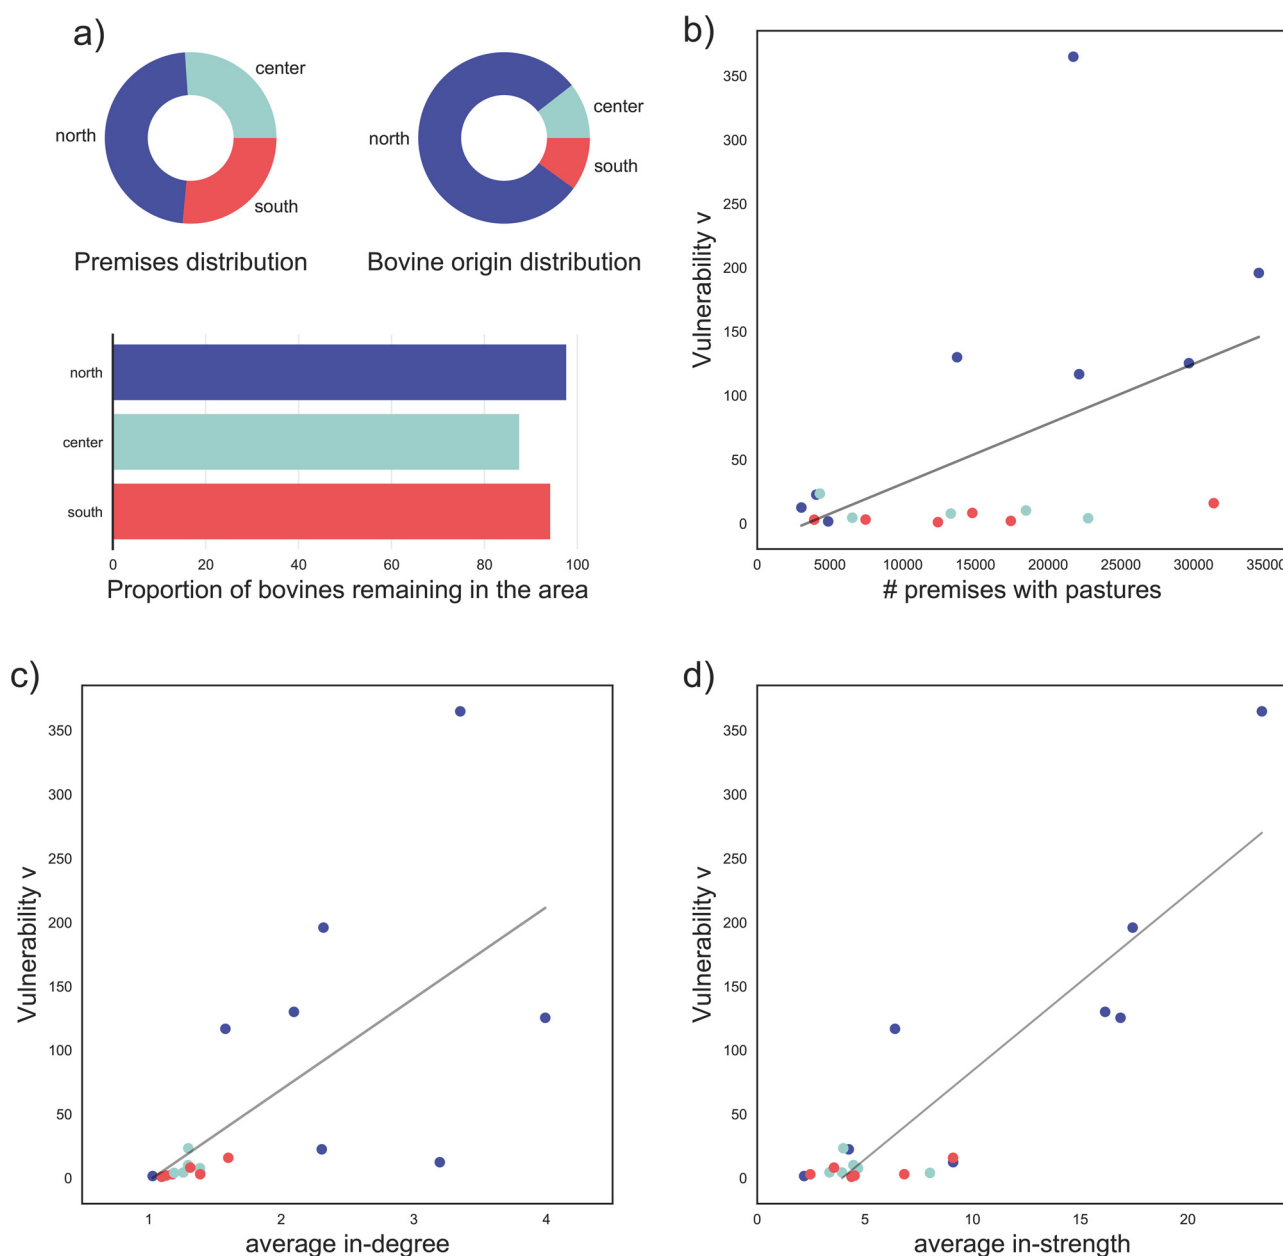 a)
center
north
south
Premises distribution
center
north
south
Bovine origin distribution
north
center
south
0 20 40 60 80 100
Proportion of bovines remaining in the area
b)
Vulnerability v
350
300
250
200
150
100
50
0
0 5000 10000 15000 20000 25000 30000 35000
# premises with pastures
c)
Vulnerability v
350
300
250
200
150
100
50
0
1 2 3 4
average in-degree
d)
Vulnerability v
350
300
250
200
150
100
50
0
0 5 10 15 20
average in-strength